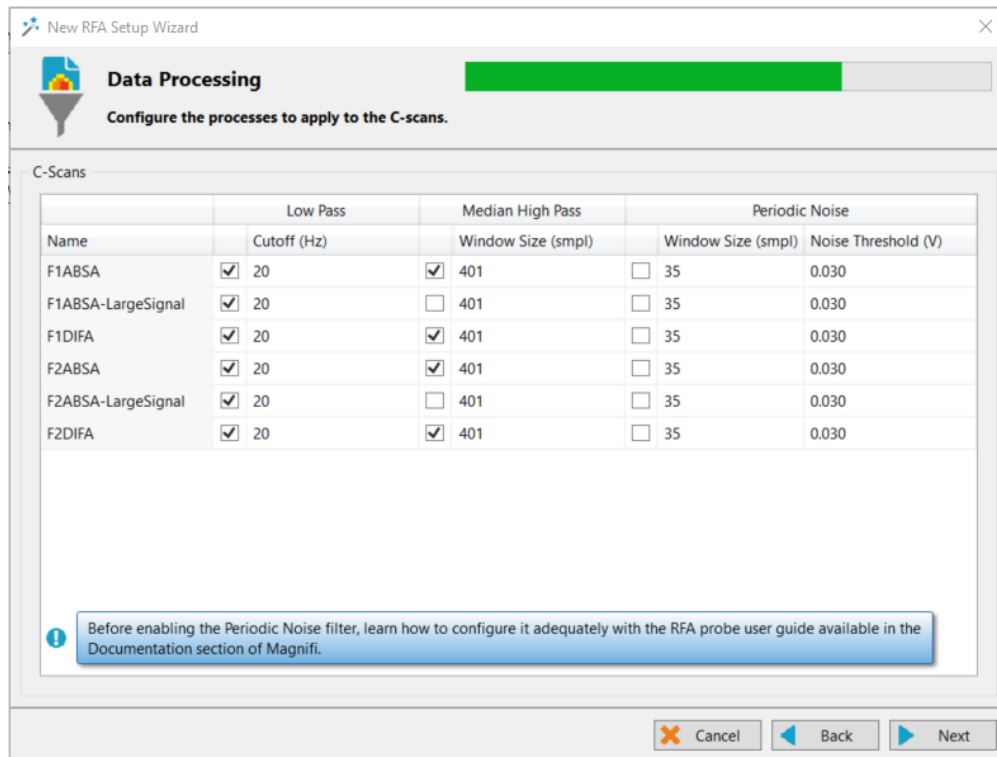 New RFA Setup Wizard
Data Processing
Configure the processes to apply to the C-scans.
C-Scans
Low Pass Median High Pass Periodic Noise
Name Cutoff (Hz) Window Size (smpl) Window Size (smpl) Noise Threshold (V)
F1ABSA 20 401 35 0.030
F1ABSA-LargeSignal 20 401 35 0.030
F1DIFA 20 401 35 0.030
F2ABSA 20 401 35 0.030
F2ABSA-LargeSignal 20 401 35 0.030
F2DIFA 20 401 35 0.030
Before enabling the Periodic Noise filter, learn how to configure it adequately with the RFA probe user guide available in the
Documentation section of Magnifi.
Cancel Back Next